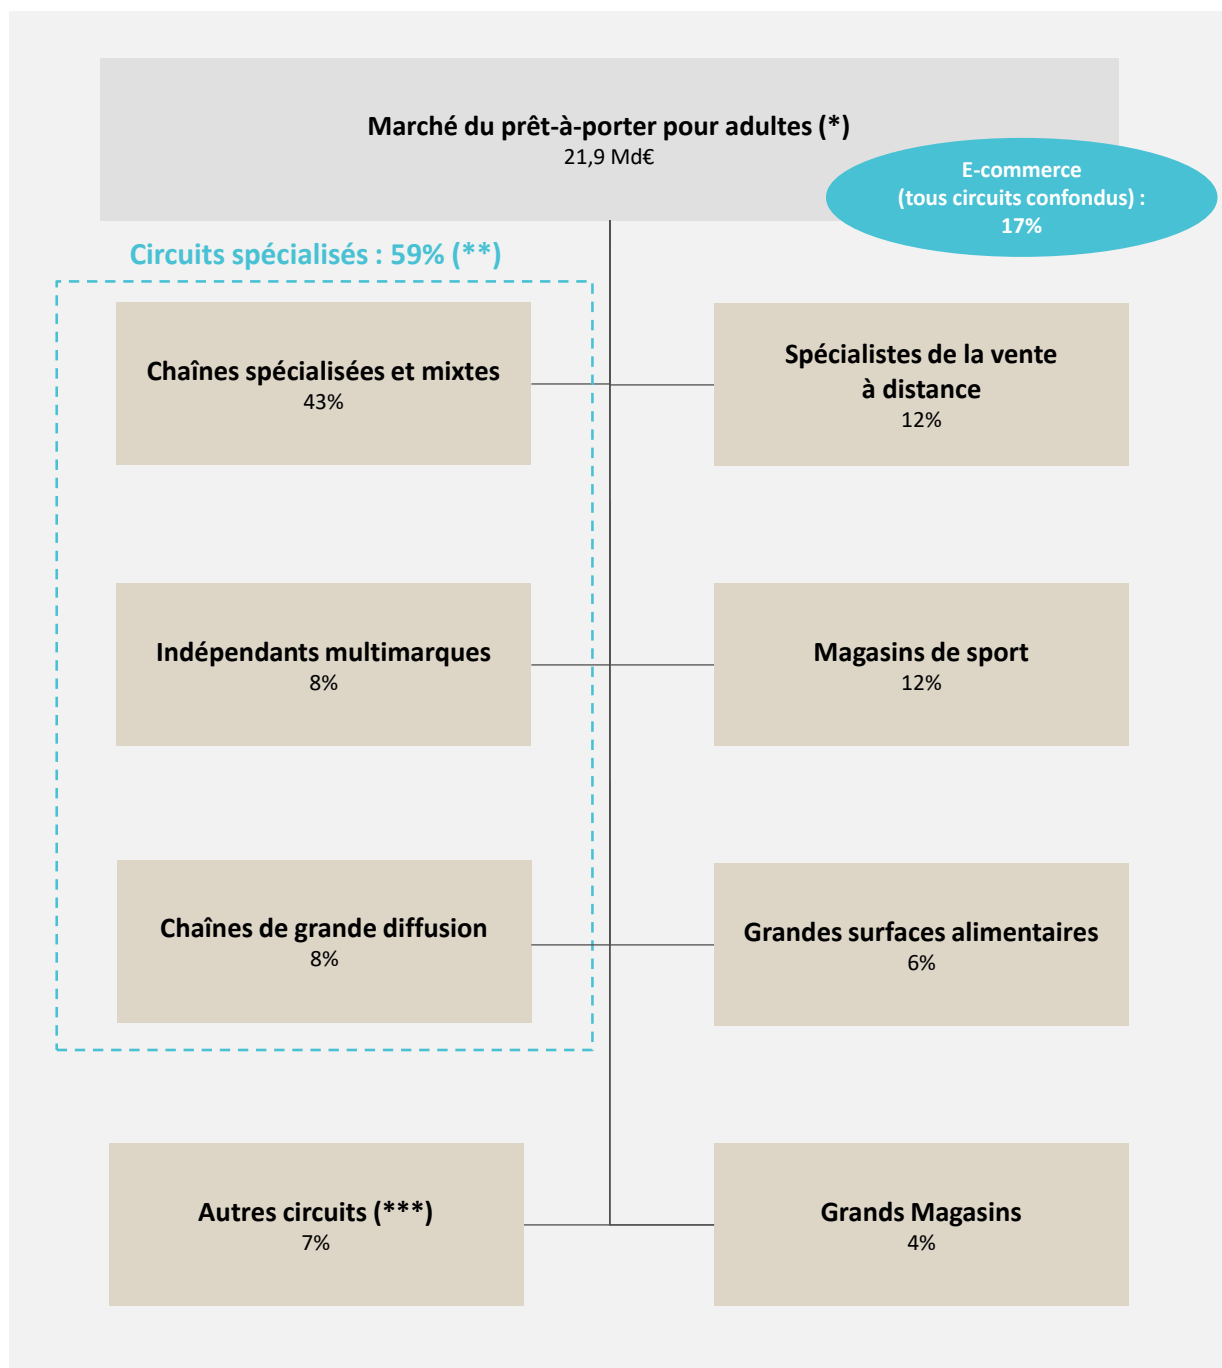 Marché du prêt-à-porter pour adultes (*)
21,9 Md€
E-commerce
(tous circuits confondus) :
17%
Circuits spécialisés : 59% (**)
Chaînes spécialisées et mixtes
43%
Spécialistes de la vente
à distance
12%
Indépendants multimarques
8%
Magasins de sport
12%
Chaînes de grande diffusion
8%
Grandes surfaces alimentaires
6%
Autres circuits (***)
7%
Grands Magasins
4%